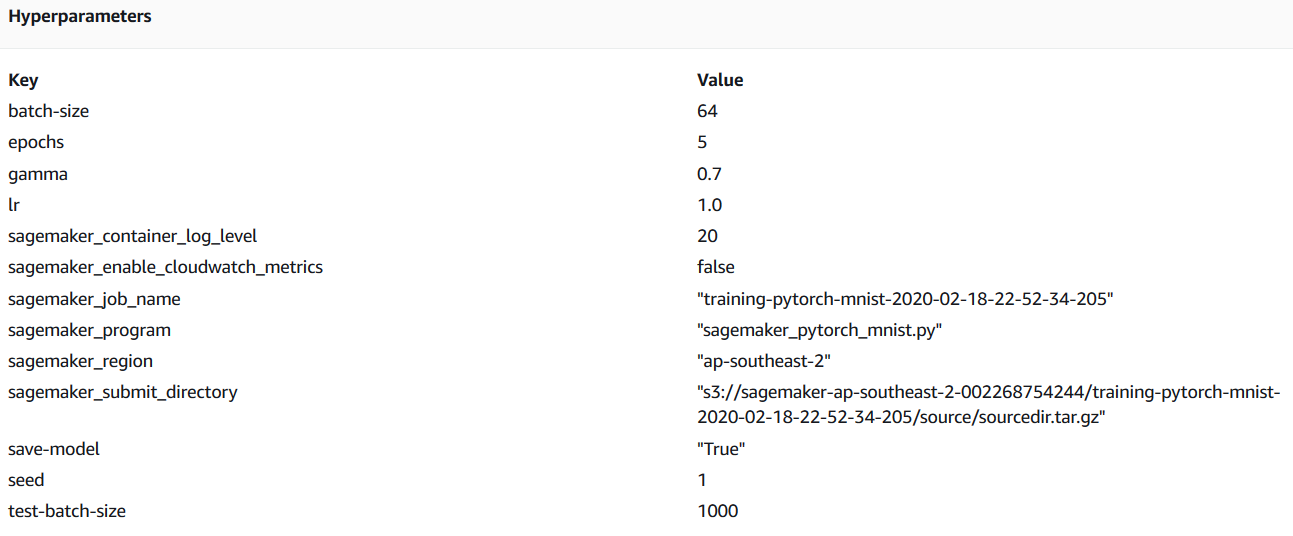 Hyperparameters
Key Value
batch-size 64
epochs 5
gamma 0.7
lr 1.0
sagemaker_container_log_level 20
sagemaker_enable_cloudwatch_metrics false
sagemaker_job_name "training-pytorch-mnist-2020-02-18-22-52-34-205"
sagemaker_program "sagemaker_pytorch_mnist.py"
sagemaker_region "ap-southeast-2"
sagemaker_submit_directory "s3://sagemaker-ap-southeast-2-002268754244/training-pytorch-mnist-
2020-02-18-22-52-34-205/source/sourcedir.tar.gz"
save-model "True"
seed 1
test-batch-size 1000